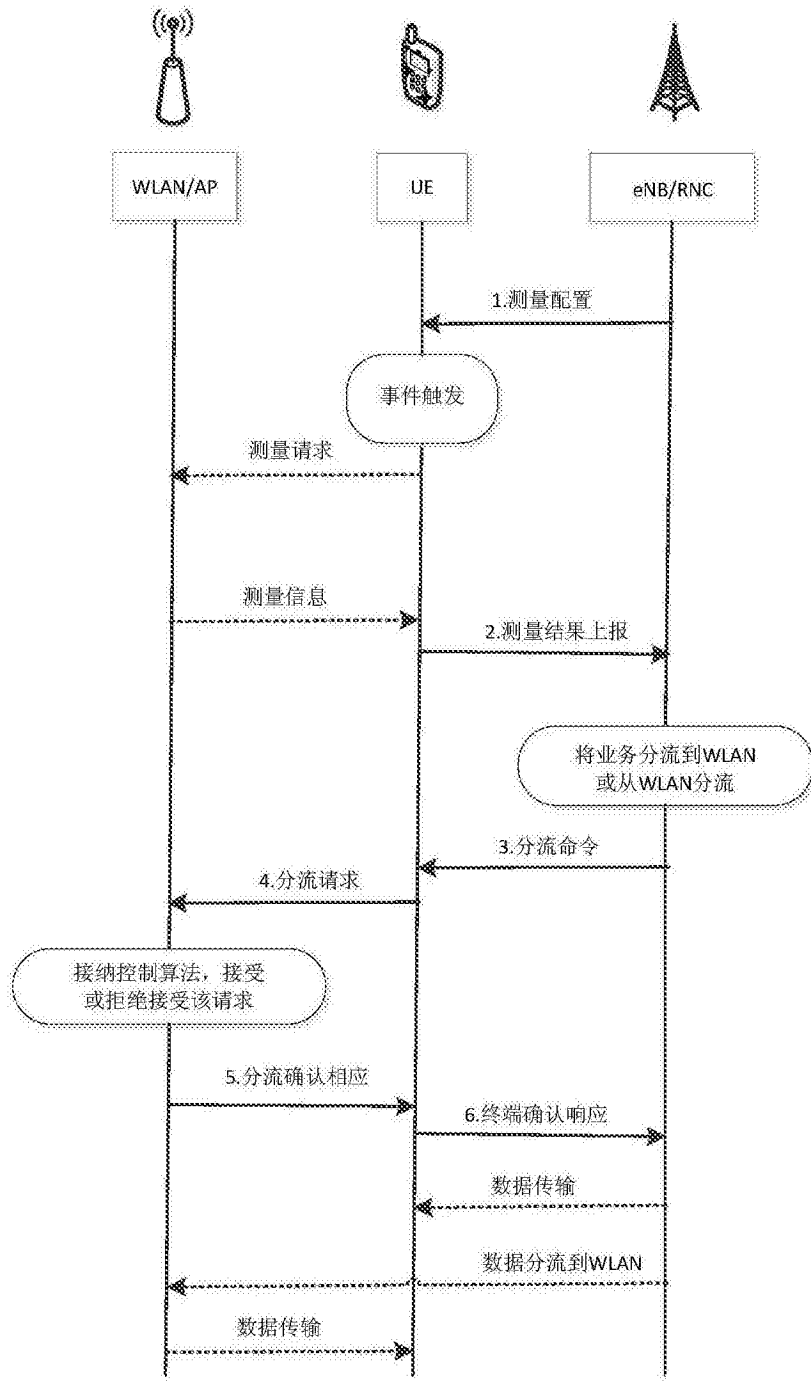 WLAN/AP
UE
eNB/RNC
1.测量配置
事件触发
测量请求
测量信息
2.测量结果上报
将业务分流到WLAN
或从WLAN分流
3.分流命令
4.分流请求
接纳控制算法，接受
或拒绝接受该请求
5.分流确认相应
6.终端确认响应
数据传输
数据分流到WLAN
数据传输